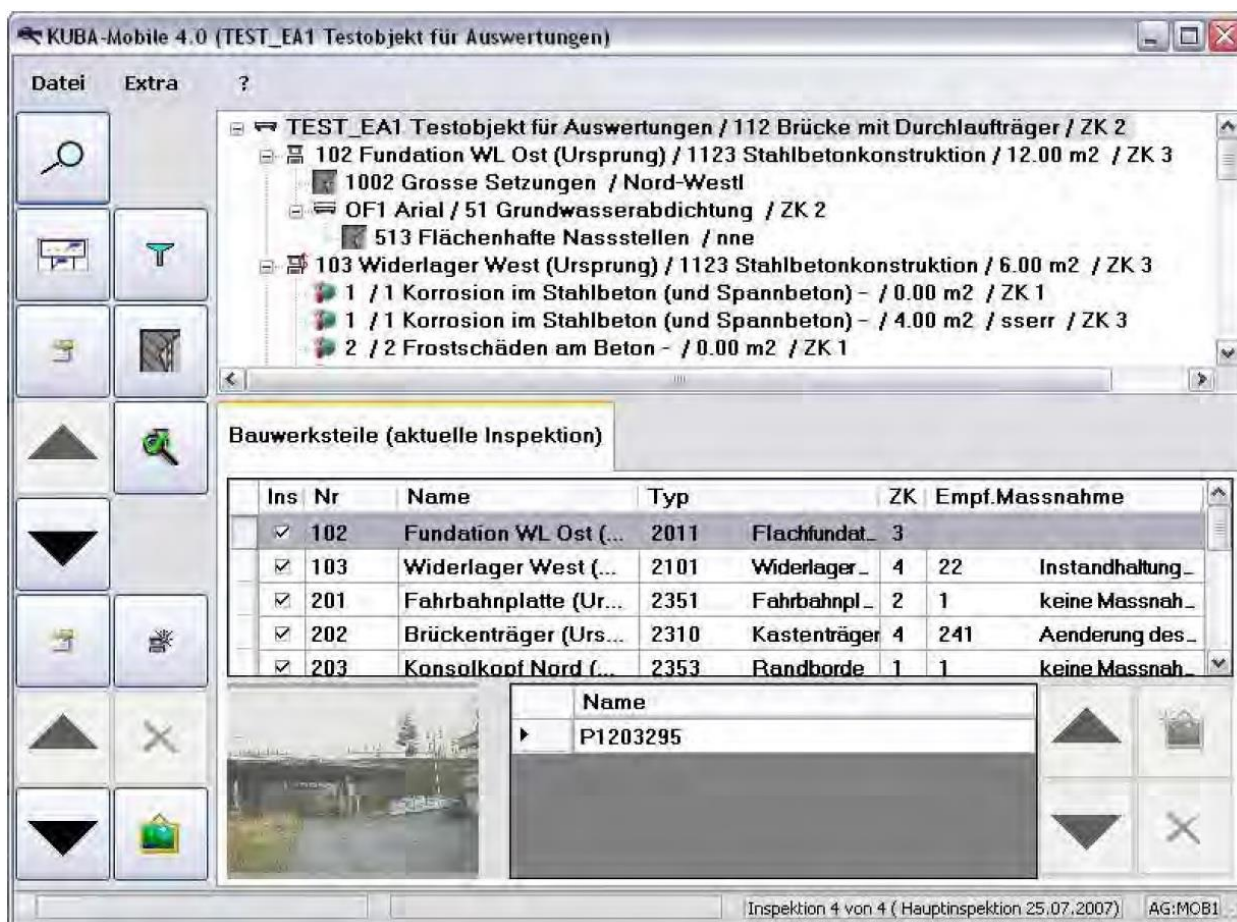 KUBA-Mobile 4.0 (TEST_EA1 Testobjekt für Auswertungen)
Datei Extra ?
TEST_EA1 Testobjekt für Auswertungen / 112 Brücke mit Durchlaufträger / ZK 2
102 Fundation WL Ost (Ursprung) / 1123 Stahlbetonkonstruktion / 12.00 m2 / ZK 3
1002 Grosse Setzungen / Nord-Westl
OF1 Arial / 51 Grundwasserabdichtung / ZK 2
513 Flächenhafte Nassstellen / nne
103 Widerlager West (Ursprung) / 1123 Stahlbetonkonstruktion / 6.00 m2 / ZK 3
1 / 1 Korrosion im Stahlbeton (und Spannbeton) - / 0.00 m2 / ZK 1
1 / 1 Korrosion im Stahlbeton (und Spannbeton) - / 4.00 m2 / sserr / ZK 3
2 / 2 Frostschäden am Beton - / 0.00 m2 / ZK 1
Bauwerksteile (aktuelle Inspektion)
Ins Nr Name Typ ZK Empf.Massnahme
102 Fundation WL Ost (... 2011 Flachfundat... 3
103 Widerlager West (... 2101 Widerlager... 4 22 Instandhaltung...
201 Fahrbahnplatte (Ur... 2351 Fahrbahnpl... 2 1 keine Massnah...
202 Brückenträger (Urs... 2310 Kastenträger 4 241 Aenderung des...
203 Konsolkopf Nord (... 2353 Randborde 1 1 keine Massnah...
Name
P1203295
Inspektion 4 von 4 ( Hauptinspektion 25.07.2007) AG:MOB1